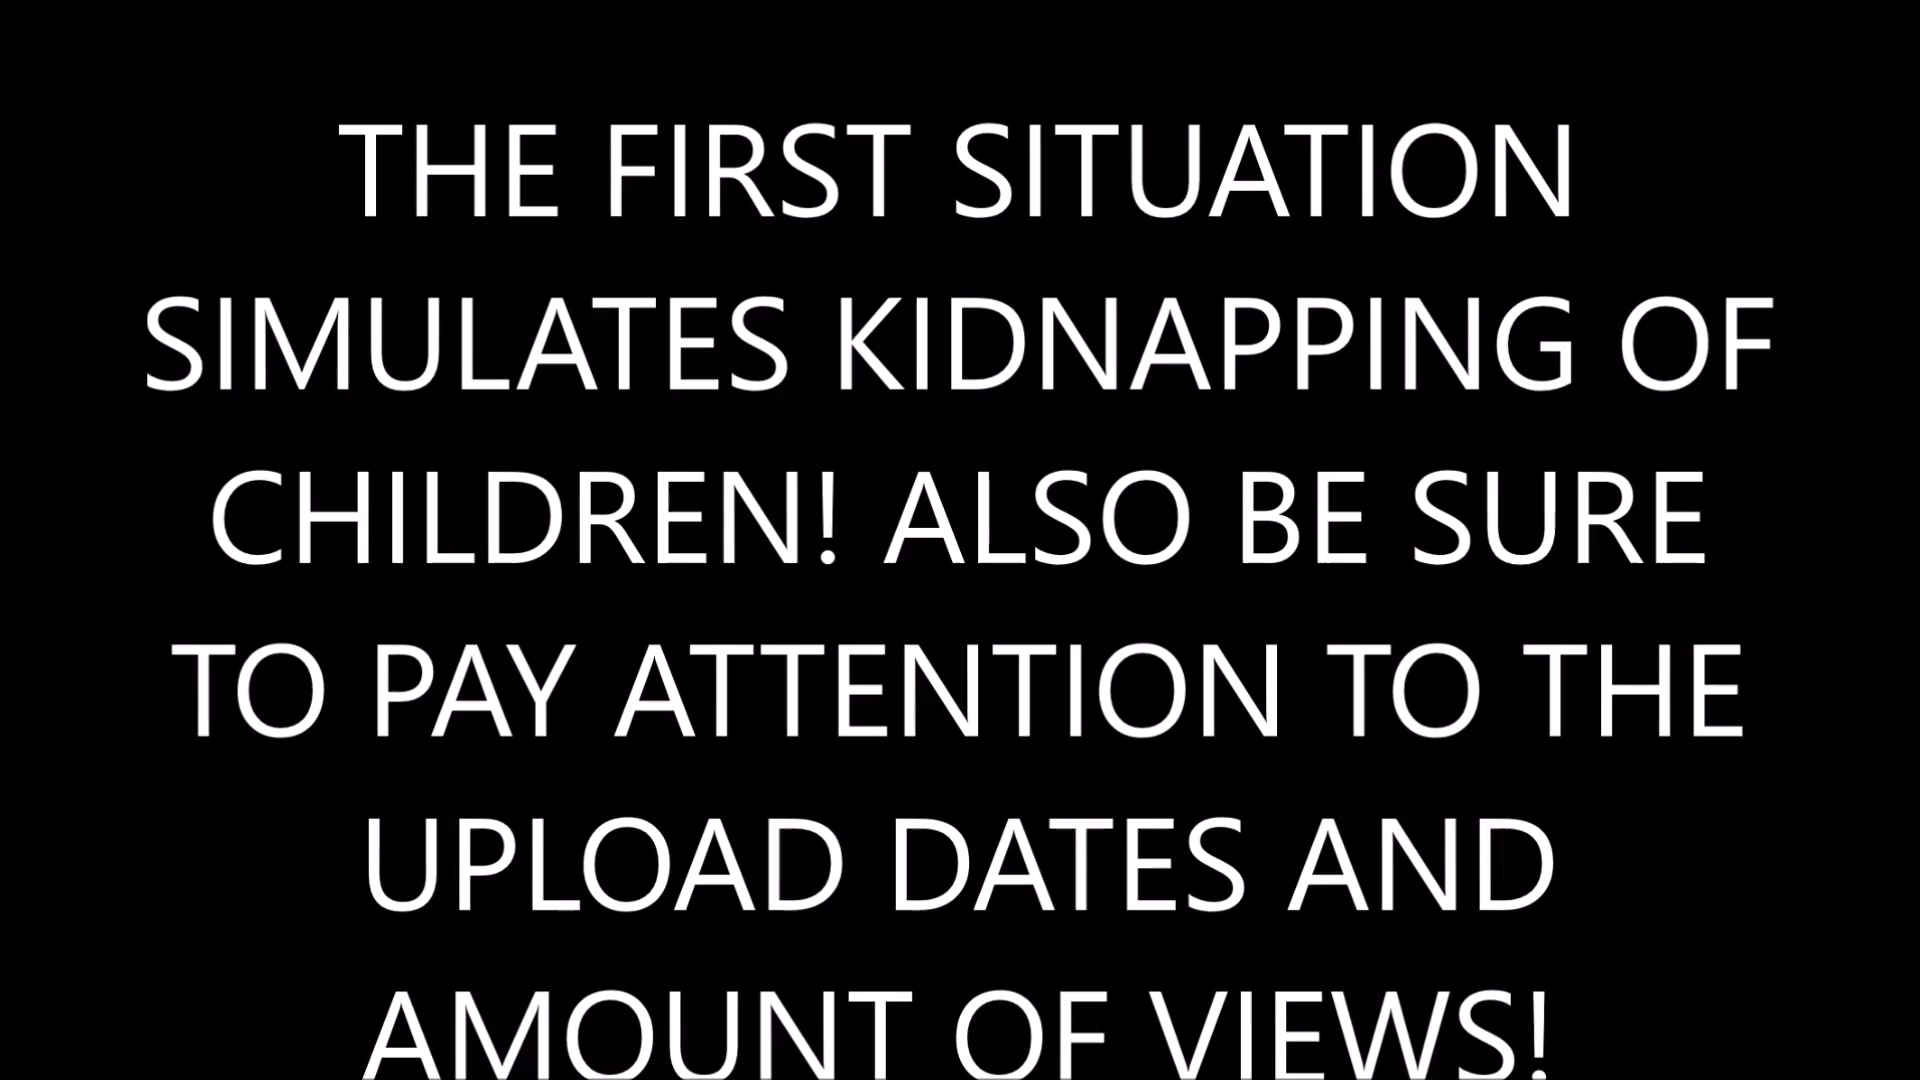 THE FIRST SITUATION
SIMULATES KIDNAPPING OF
CHILDREN! ALSO BE SURE
TO PAY ATTENTION TO THE
UPLOAD DATES AND
AMOUNT OF VIEWS!